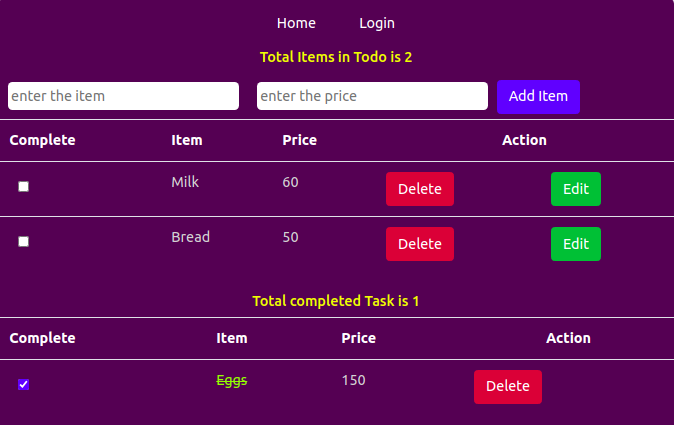 Home Login
Total Items in Todo is 2
enter the item enter the price Add Item
Complete Item Price Action
Milk 60 Delete Edit
Bread 50 Delete Edit
Total completed Task is 1
Complete Item Price Action
Eggs 150 Delete